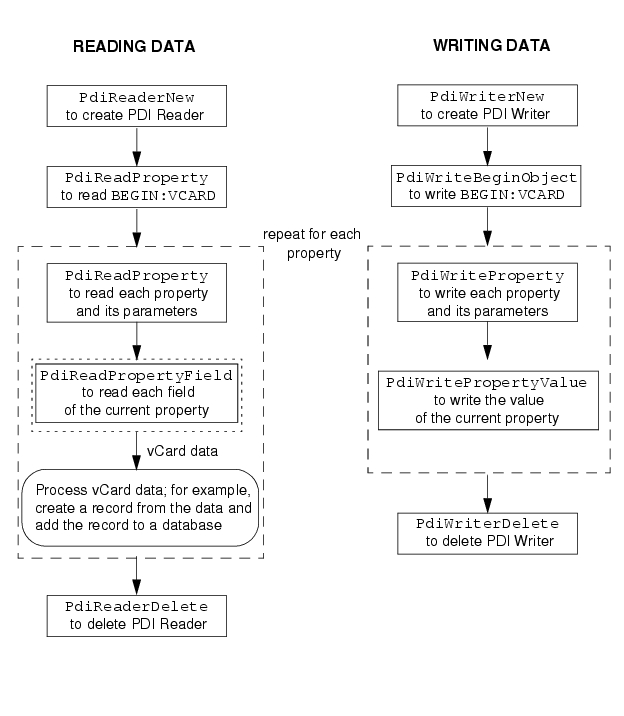 READING DATA
PdiReaderNew
to create PDI Reader
PdiReadProperty
to read BEGIN:VCARD
repeat for each
property
PdiReadProperty
to read each property
and its parameters
PdiReadPropertyField
to read each field
of the current property
vCard data
Process vCard data; for example,
create a record from the data and
add the record to a database
PdiReaderDelete
to delete PDI Reader
WRITING DATA
PdiWriterNew
to create PDI Writer
PdiWriteBeginObject
to write BEGIN:VCARD
PdiWriteProperty
to write each property
and its parameters
PdiWritePropertyValue
to write the value
of the current property
PdiWriterDelete
to delete PDI Writer